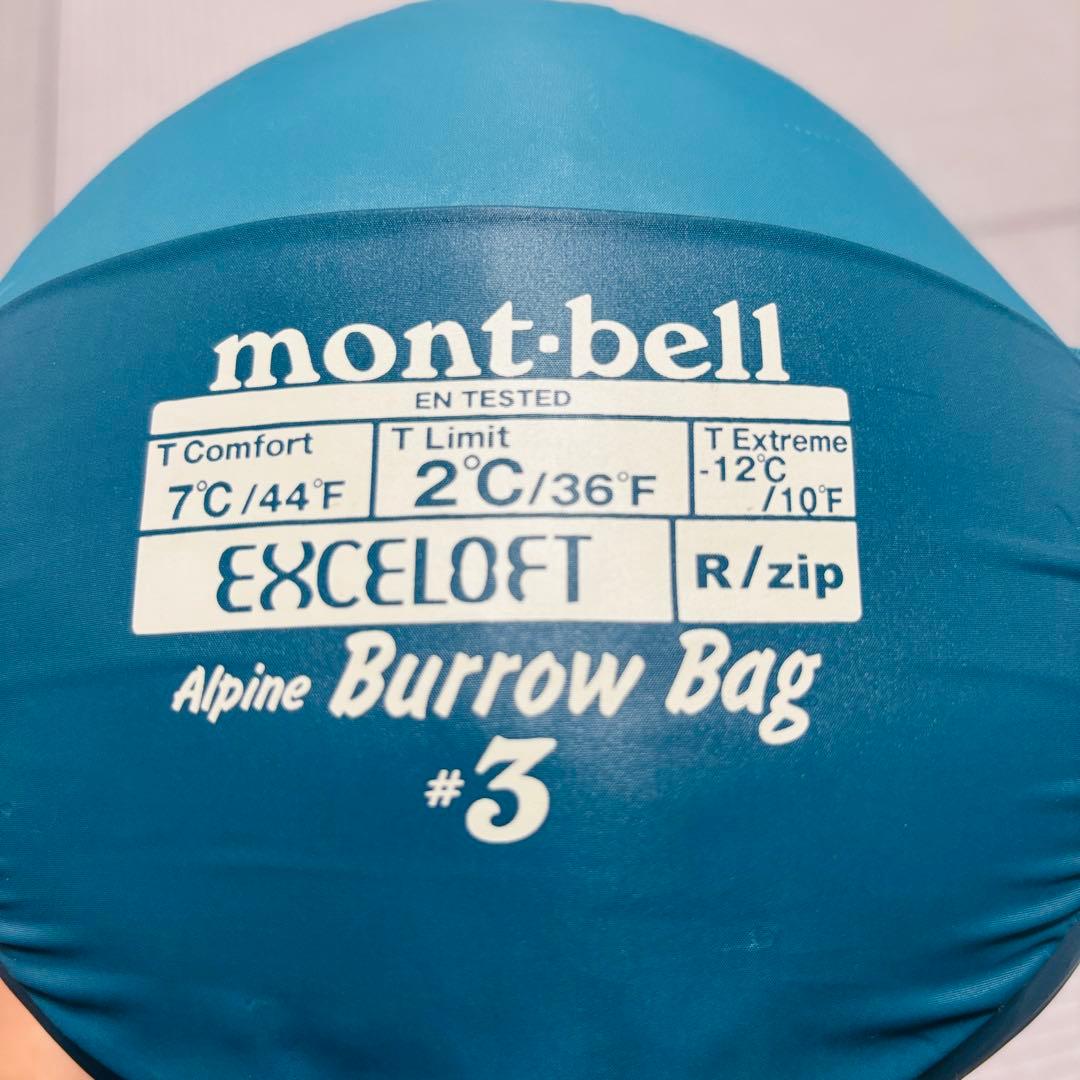 mont·bell
EN TESTED
T Comfort
7°C/44°F
T Limit
2°C/36°F
T Extreme
-12°C
/10°F
EXCELOFT
R/zip
Alpine Burrow Bag
#3